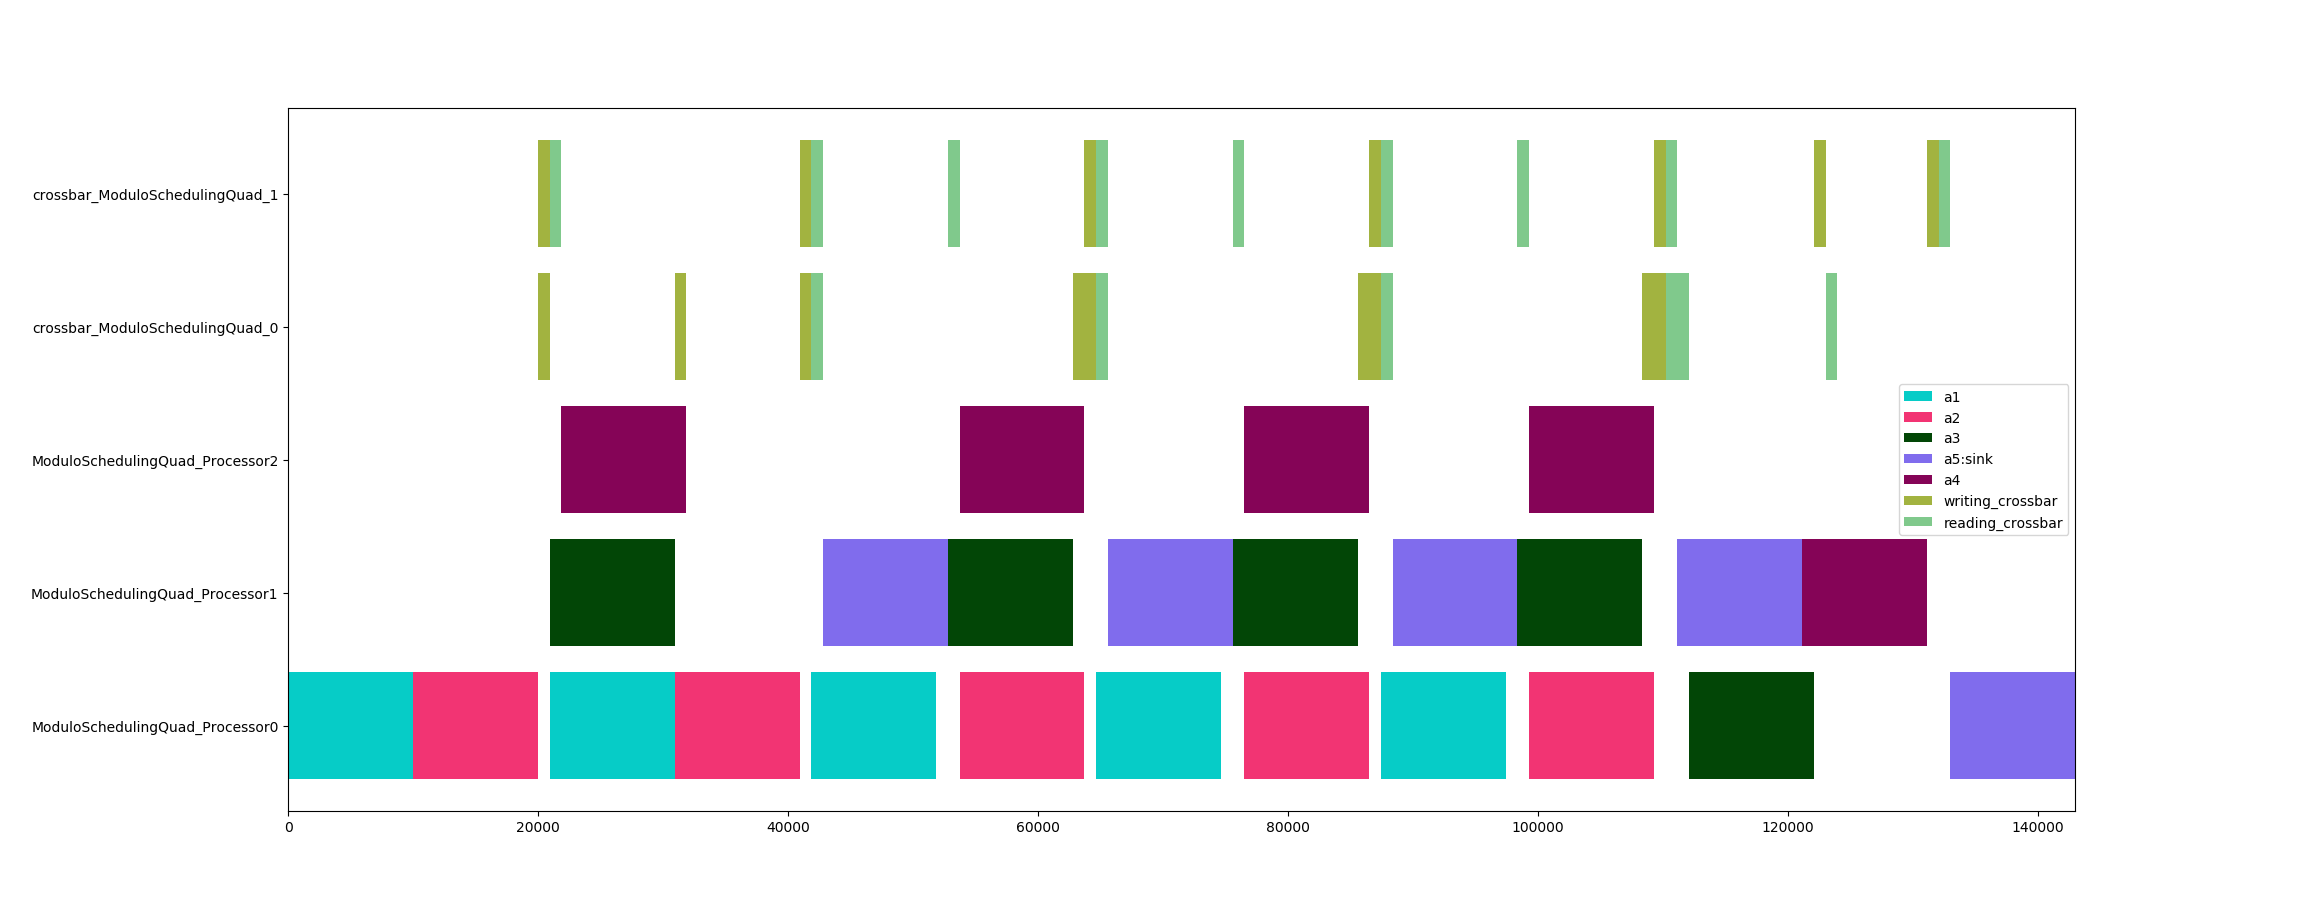 crossbar_ModuloSchedulingQuad_1
crossbar_ModuloSchedulingQuad_0
ModuloSchedulingQuad_Processor2
ModuloSchedulingQuad_Processor1
ModuloSchedulingQuad_Processor0
a1
a2
a3
a5:sink
a4
writing_crossbar
reading_crossbar
0 20000 40000 60000 80000 100000 120000 140000